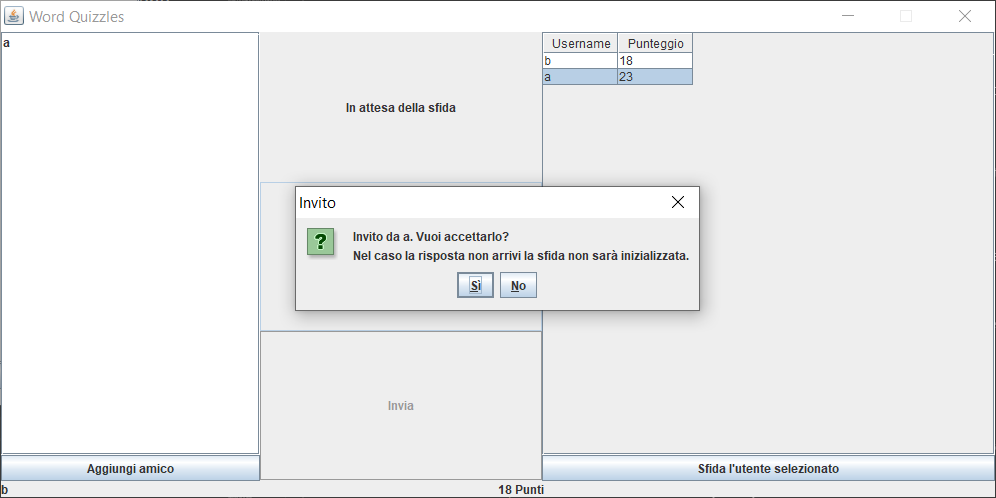 Word Quizzles
a
In attesa della sfida
Username Punteggio
b 18
a 23
Invito
?
Invito da a. Vuoi accettarlo?
Nel caso la risposta non arrivi la sfida non sarà inizializzata.
Sì No
Invia
Aggiungi amico
Sfida l'utente selezionato
b
18 Punti